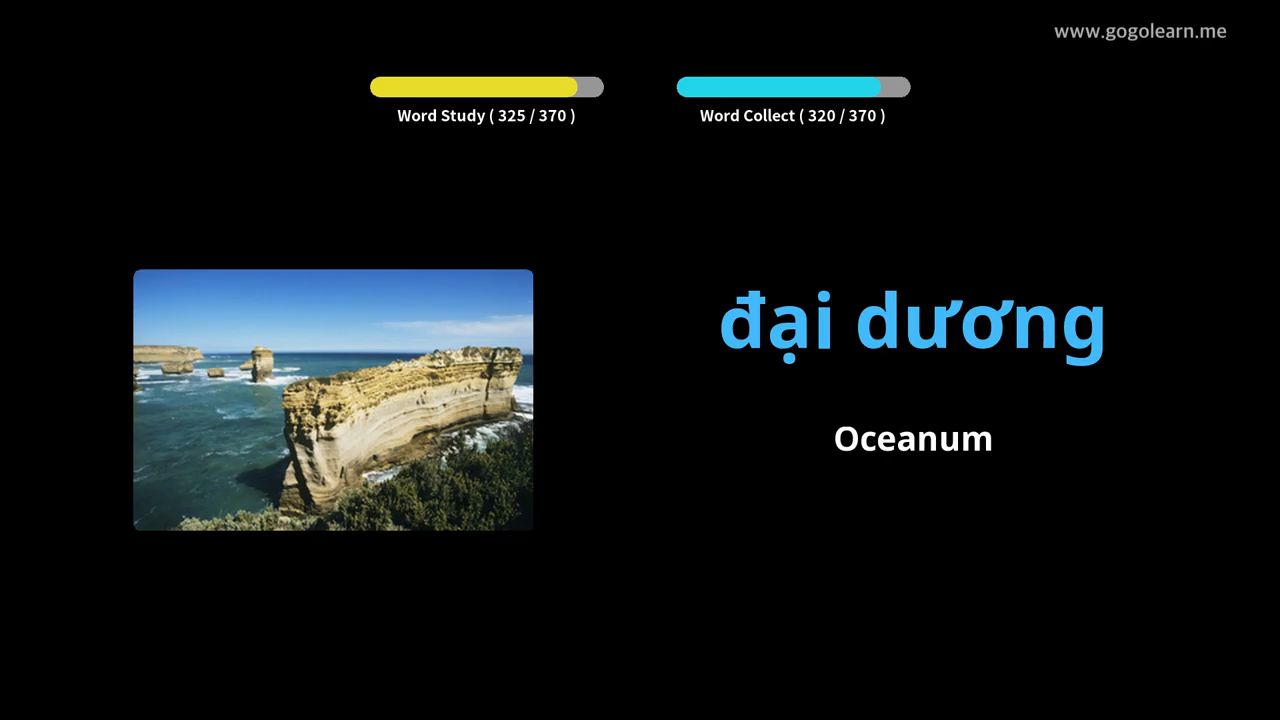 www.gogolearn.me
Word Study ( 325 / 370 )
Word Collect ( 320 / 370 )
đại dương
Oceanum